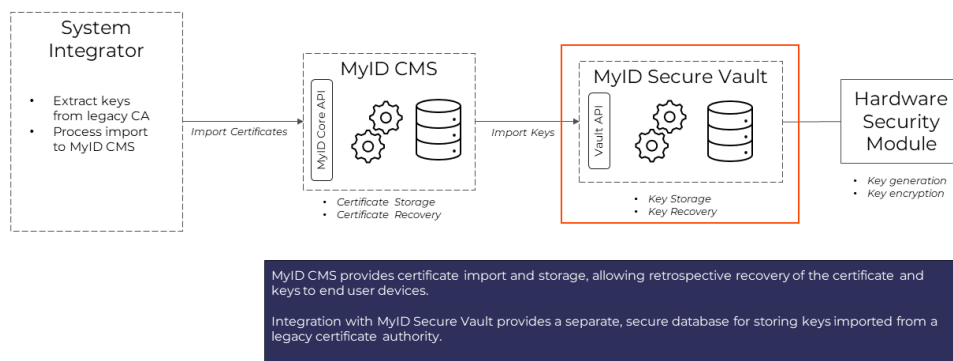 System
Integrator
• Extract keys
from legacy CA
• Process import
to MyID CMS
Import Certificates
MyID CMS
MyID Core API
• Certificate Storage
• Certificate Recovery
Import Keys
MyID Secure Vault
Vault API
• Key Storage
• Key Recovery
Hardware
Security
Module
• Key generation
• Key encryption
MyID CMS provides certificate import and storage, allowing retrospective recovery of the certificate and
keys to end user devices.
Integration with MyID Secure Vault provides a separate, secure database for storing keys imported from a
legacy certificate authority.